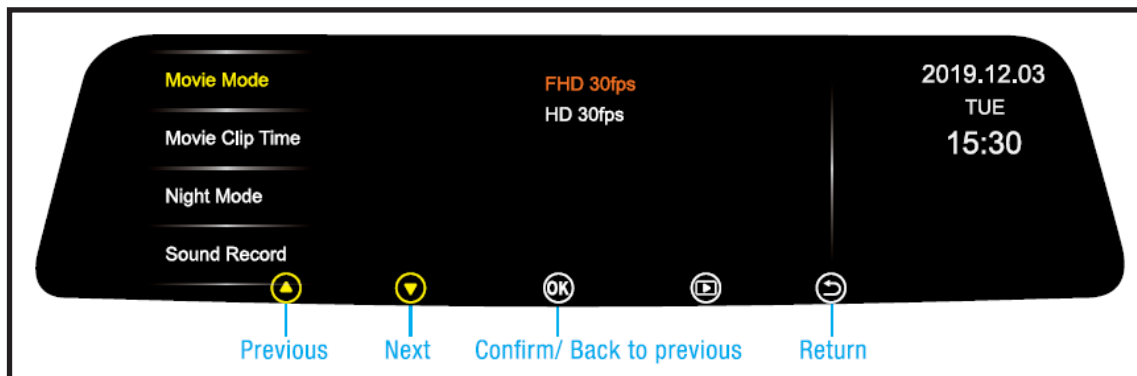 Movie Mode
Movie Clip Time
Night Mode
Sound Record
FHD 30fps
HD 30fps
2019.12.03
TUE
15:30
OK
Previous
Next
Confirm/ Back to previous
Return